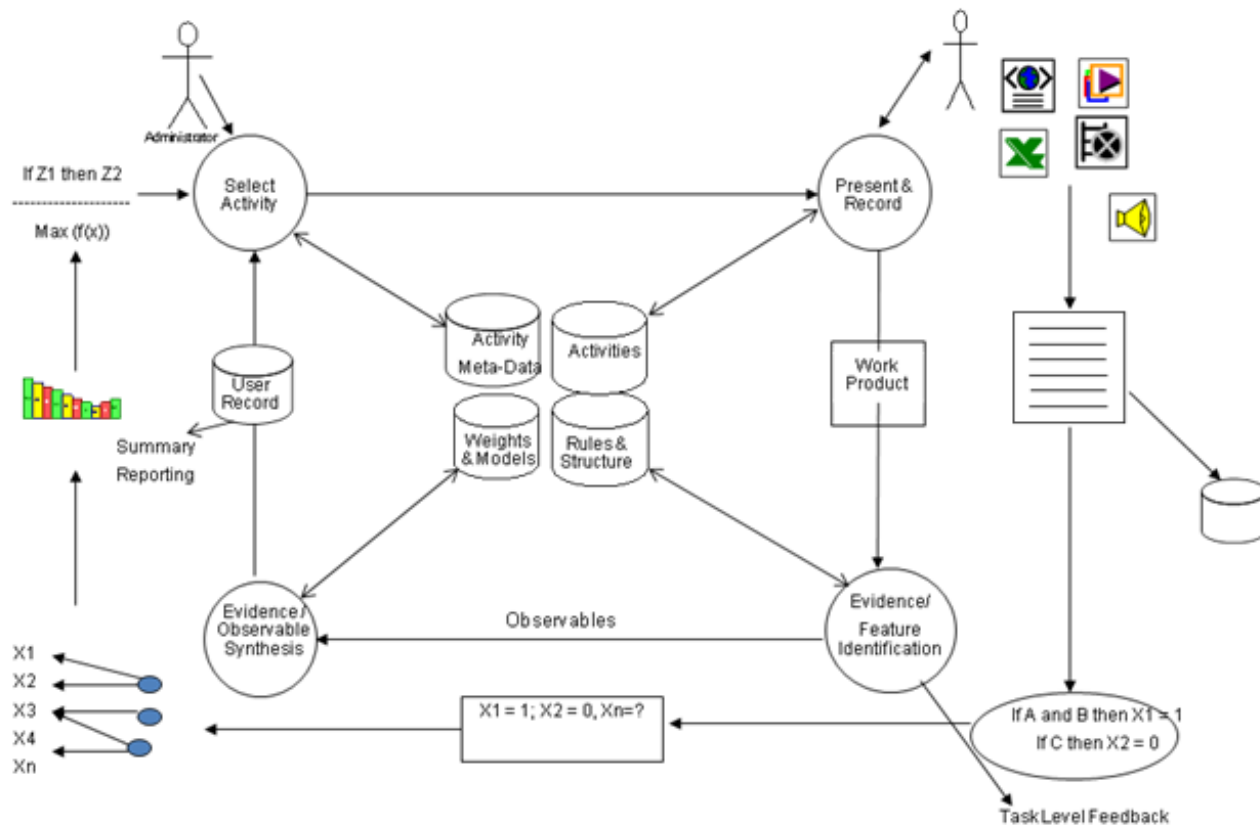 Administrator
If Z1 then Z2
Max (f(x))
Select
Activity
Present &
Record
Activity
Meta-Data
Activities
User
Record
Work
Product
Summary
Reporting
Weights
& Models
Rules &
Structure
Evidence/
Observable
Synthesis
Observables
Evidence/
Feature
Identification
X1
X2
X3
X4
Xn
X1 = 1; X2 = 0, Xn=?
If A and B then X1 = 1
If C then X2 = 0
Task Level Feedback